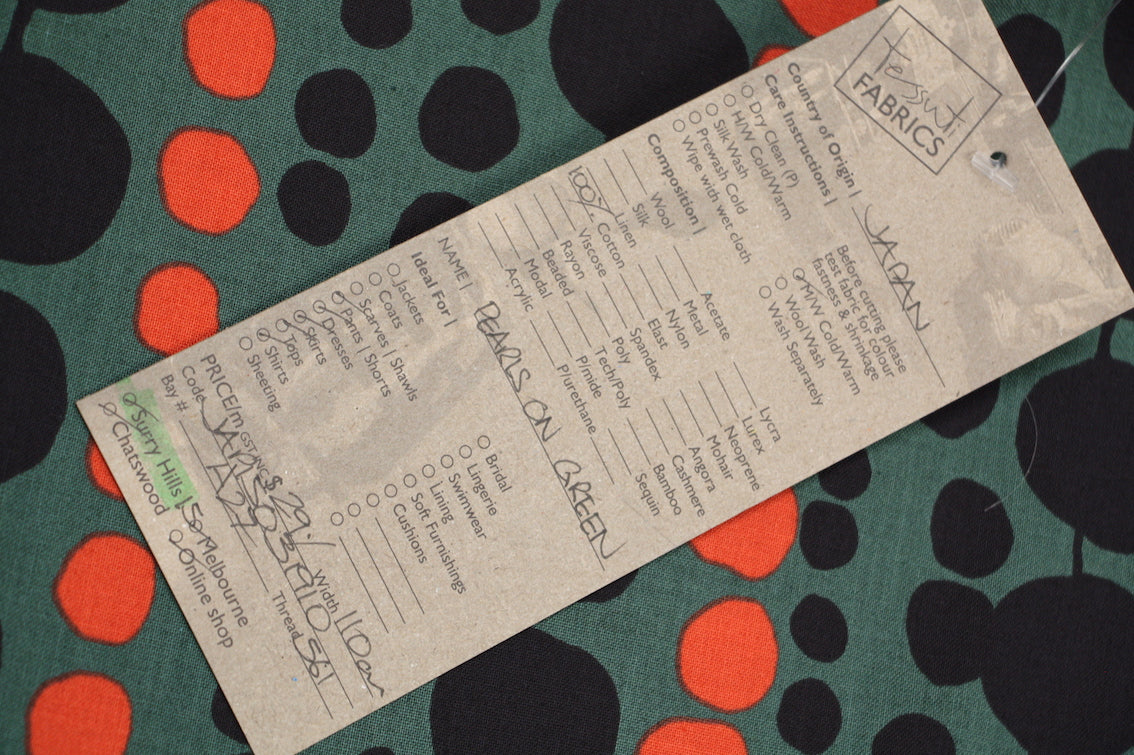 tessuti
FABRICS
Country of Origin | JAPAN
Care Instructions |
Dry Clean (P)
H/W Cold/Warm
Silk Wash
Prewash Cold
Wipe with wet cloth
Before cutting please
test fabric for colour
fastness & shrinkage
M/W Cold/Warm
Wool Wash
Wash Separately
Composition |
Wool
Silk
Linen
100% Cotton
Viscose
Rayon
Beaded
Modal
Acrylic
Acetate
Metal
Nylon
Elast
Spandex
Poly
Tech/Poly
P/mide
P/urethane
Lycra
Lurex
Neoprene
Mohair
Angora
Cashmere
Bamboo
Sequin
NAME | PEARLS ON GREEN
Ideal For |
Jackets
Coats
Scarves | Shawls
Pants | Shorts
Dresses
Skirts
Tops
Shirts
Sheeting
Bridal
Lingerie
Swimwear
Lining
Soft Furnishings
Cushions
PRICE/m GST INC $ 29 Width 110cm
Code
Bay # A27 Thread 561
Surry Hills | 50 Melbourne
Chatswood Online shop